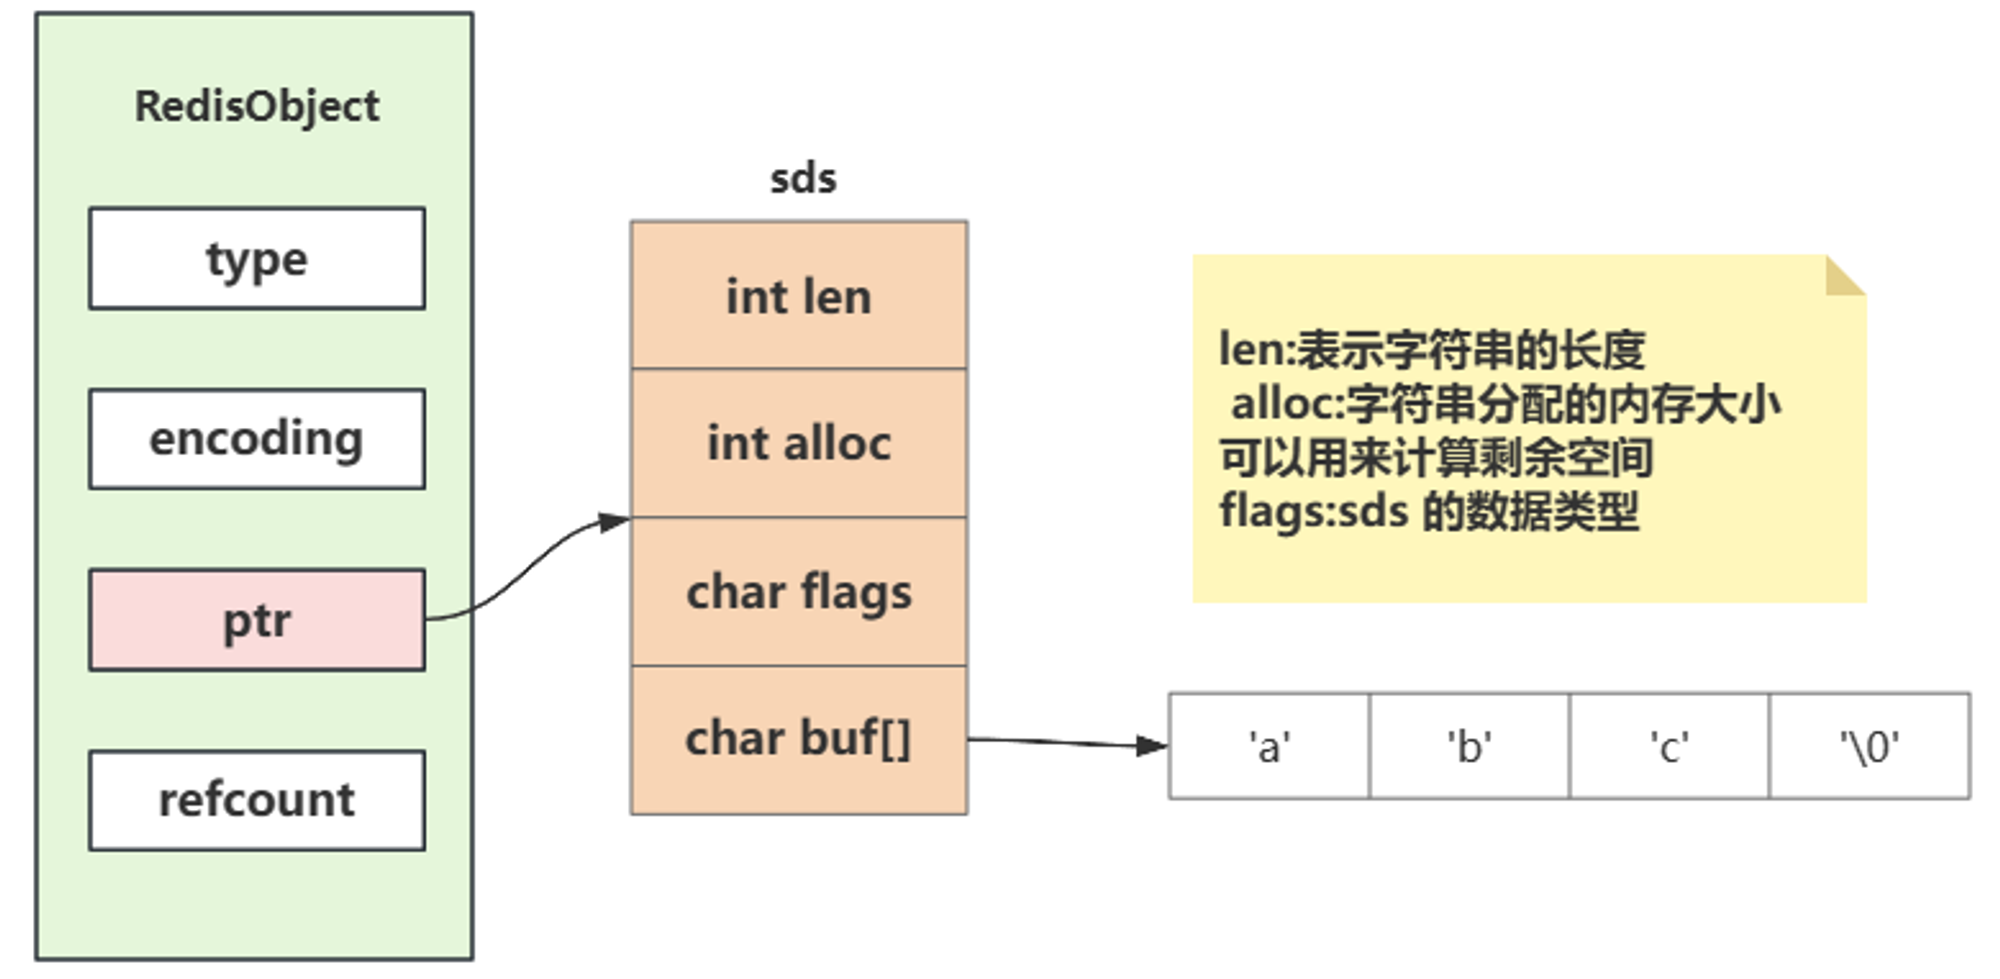 RedisObject
type
encoding
ptr
refcount
sds
int len
int alloc
char flags
char buf[]
len:表示字符串的长度
alloc:字符串分配的内存大小
可以用来计算剩余空间
flags:sds 的数据类型
'a' 'b' 'c' '\0'